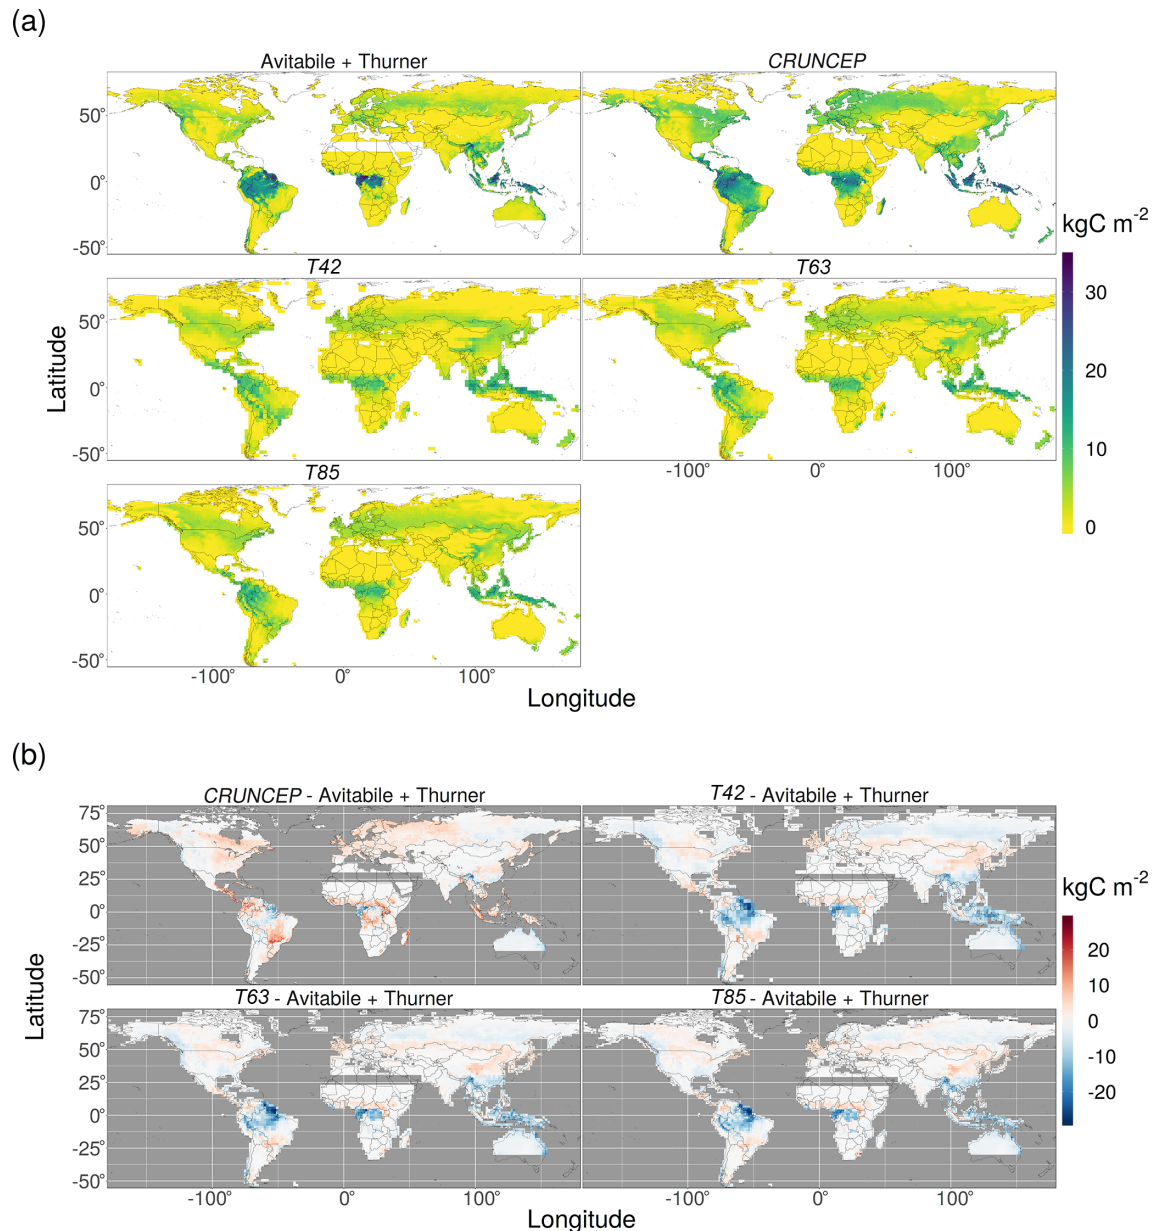 (a)
Avitabile + Thurner
CRUNCEP
50°
0°
-50°
T42
T63
50°
0°
-50°
-100°
0°
100°
T85
50°
0°
-50°
-100°
0°
100°
Latitude
Longitude
kgC m⁻²
30
20
10
0
(b)
CRUNCEP - Avitabile + Thurner
T42 - Avitabile + Thurner
75°
50°
25°
0°
-25°
-50°
T63 - Avitabile + Thurner
T85 - Avitabile + Thurner
75°
50°
25°
0°
-25°
-50°
-100°
0°
100°
-100°
0°
100°
Latitude
Longitude
kgC m⁻²
20
10
0
-10
-20